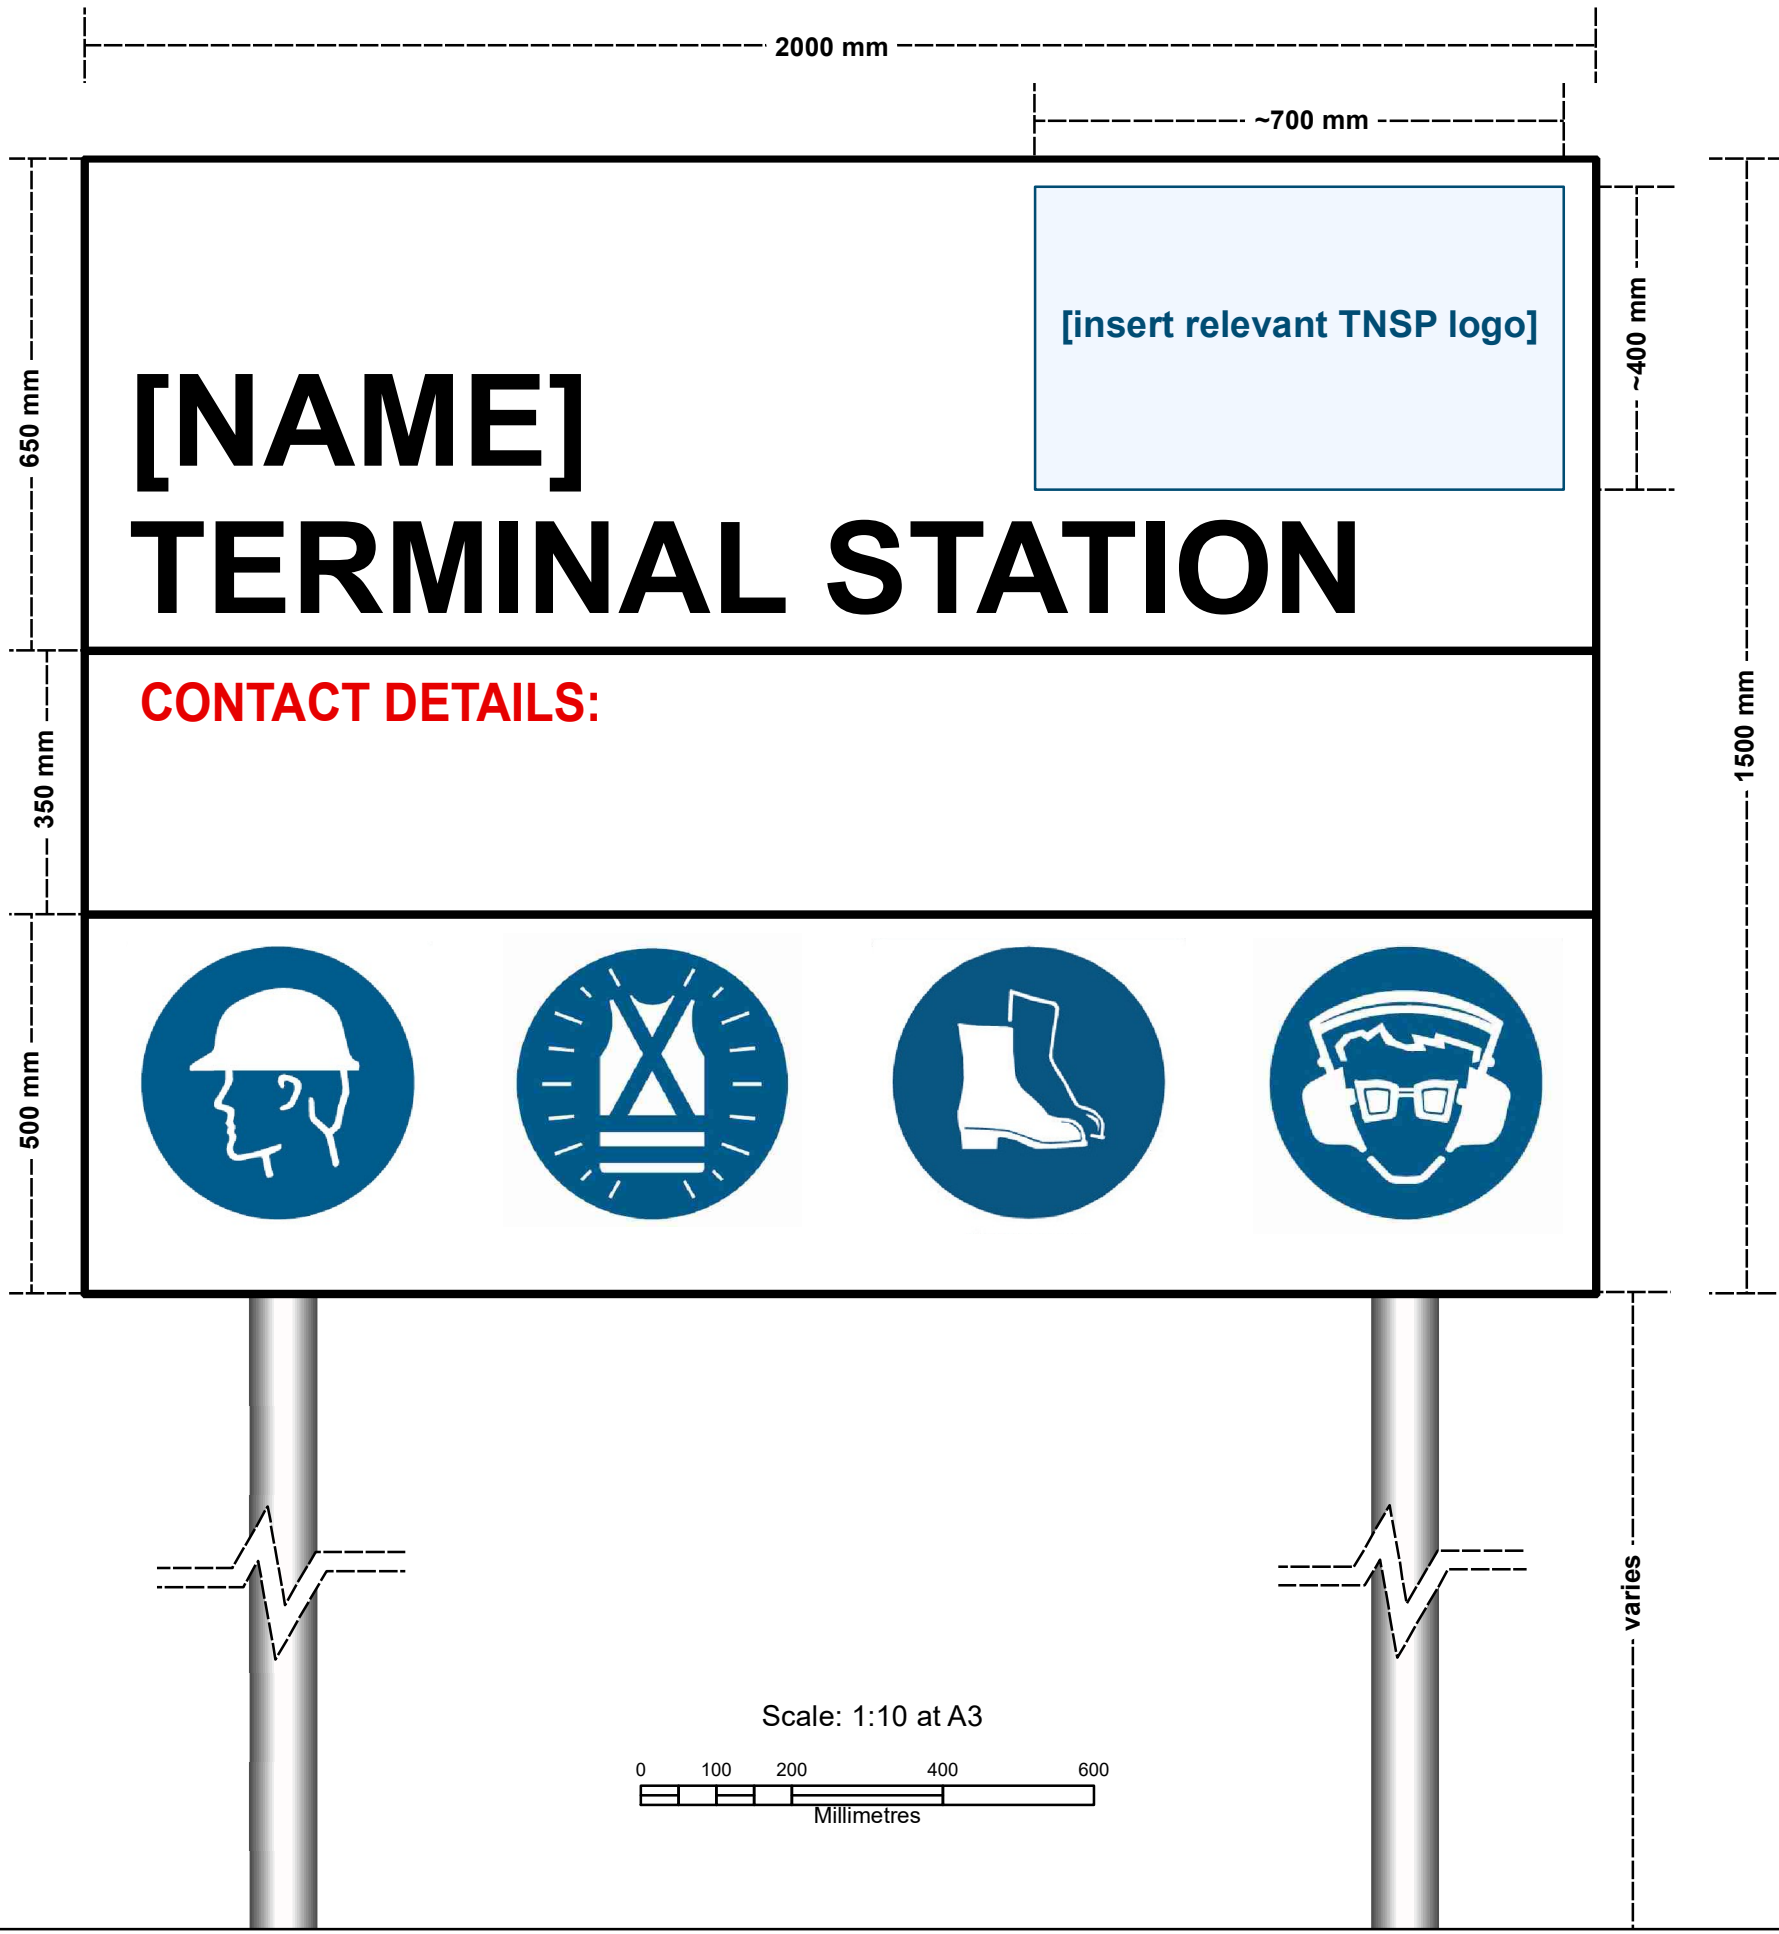 2000 mm
~700 mm
[insert relevant TNSP logo]
~400 mm
650 mm
[NAME]
TERMINAL STATION
1500 mm
CONTACT DETAILS:
350 mm
500 mm
varies
Scale: 1:10 at A3
0 100 200 400 600
Millimetres